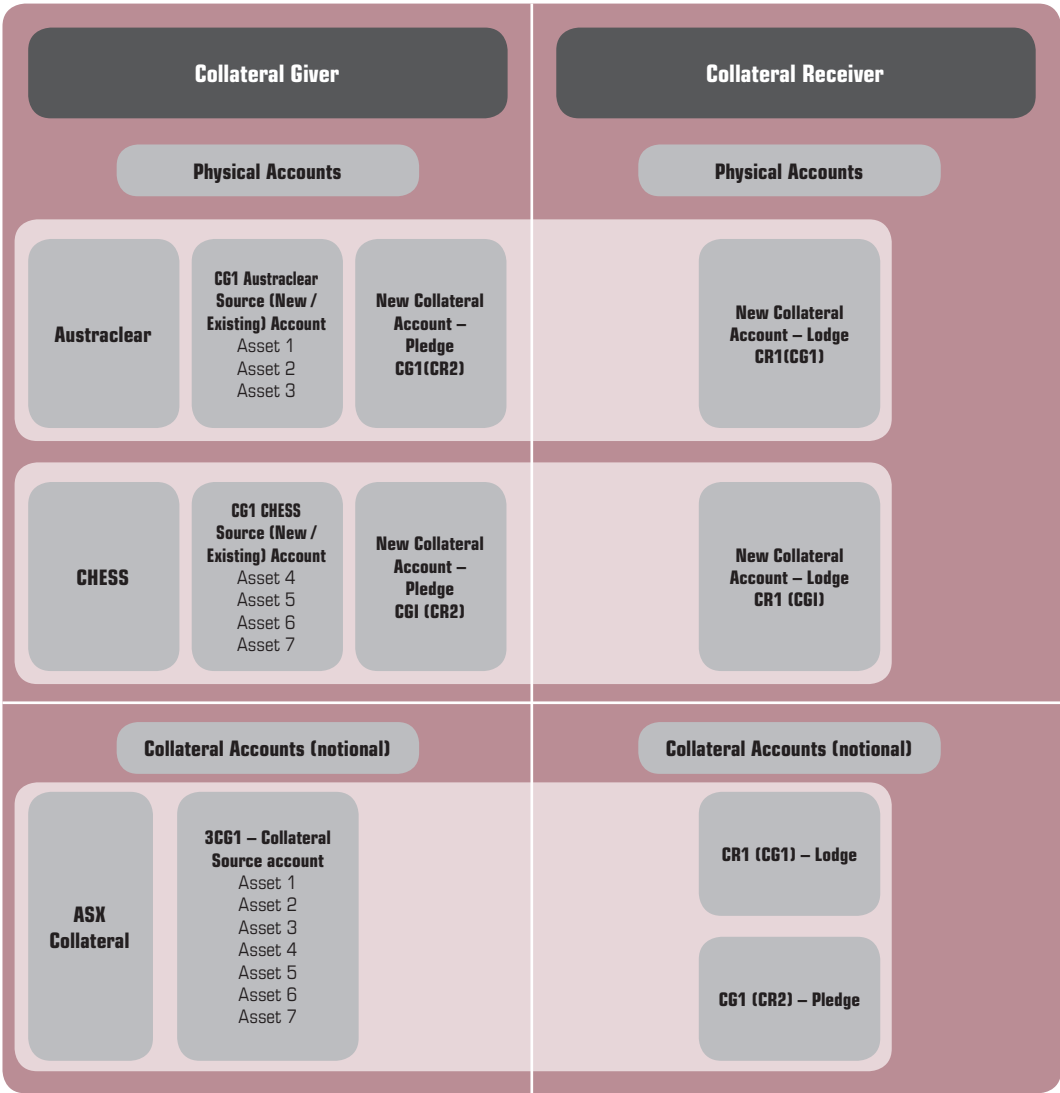 Collateral Giver
Collateral Receiver
Physical Accounts
Physical Accounts
Austraclear
CG1 Austraclear
Source (New /
Existing) Account
Asset 1
Asset 2
Asset 3
New Collateral
Account –
Pledge
CG1(CR2)
New Collateral
Account – Lodge
CR1(CG1)
CHESS
CG1 CHESS
Source (New /
Existing) Account
Asset 4
Asset 5
Asset 6
Asset 7
New Collateral
Account –
Pledge
CGI (CR2)
New Collateral
Account – Lodge
CR1 (CGI)
Collateral Accounts (notional)
Collateral Accounts (notional)
ASX
Collateral
3CG1 – Collateral
Source account
Asset 1
Asset 2
Asset 3
Asset 4
Asset 5
Asset 6
Asset 7
CR1 (CG1) – Lodge
CG1 (CR2) – Pledge